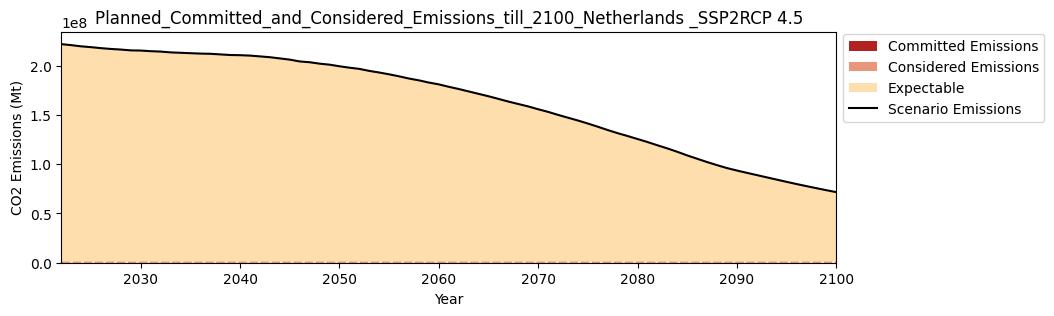 Planned_Committed_and_Considered_Emissions_till_2100_Netherlands _SSP2RCP 4.5
1e8
CO2 Emissions (Mt)
2.0
1.5
1.0
0.5
0.0
2030 2040 2050 2060 2070 2080 2090 2100
Year
Committed Emissions
Considered Emissions
Expectable
Scenario Emissions